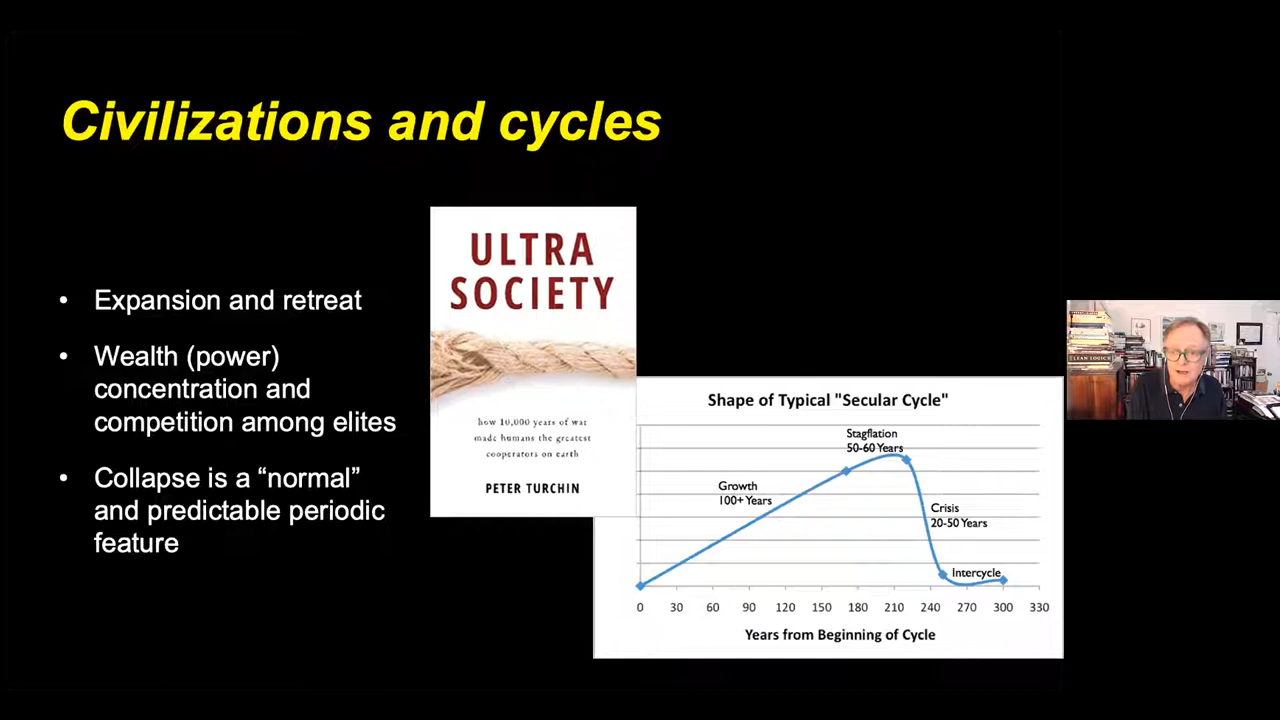 Civilizations and cycles
• Expansion and retreat
• Wealth (power)
concentration and
competition among elites
• Collapse is a “normal”
and predictable periodic
feature
ULTRA
SOCIETY
how 10,000 years of war
made humans the greatest
cooperators on earth
PETER TURCHIN
Shape of Typical "Secular Cycle"
Stagflation
50-60 Years
Growth
100+ Years
Crisis
20-50 Years
Intercycle
0 30 60 90 120 150 180 210 240 270 300 330
Years from Beginning of Cycle
LEAN LOGIC